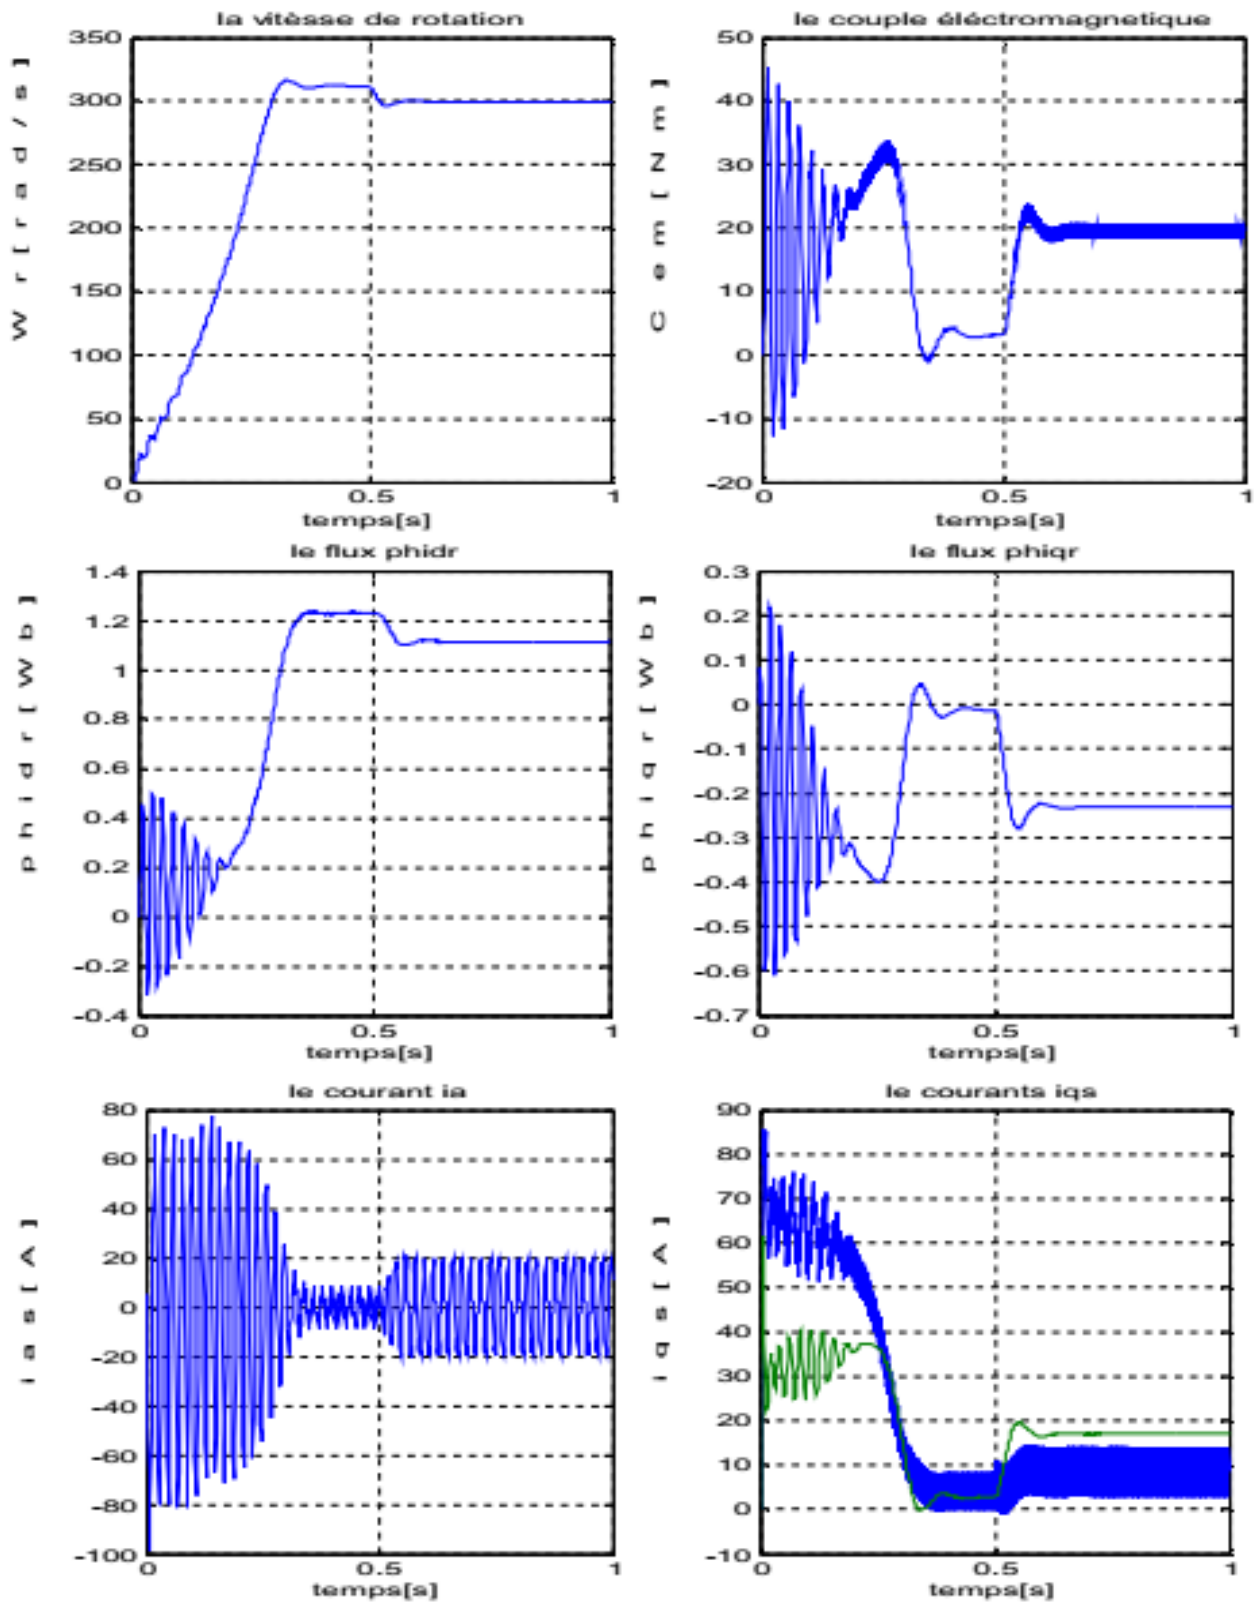 la vitèsse de rotation
350
300
250
200
150
100
50
0
W r [ r a d / s ]
0 0.5 1
temps[s]
le couple éléctromagnetique
50
40
30
20
10
0
-10
-20
C e m [ N m ]
0 0.5 1
temps[s]
le flux phidr
1.4
1.2
1
0.8
0.6
0.4
0.2
0
-0.2
-0.4
p h i d r [ W b ]
0 0.5 1
temps[s]
le flux phiqr
0.3
0.2
0.1
0
-0.1
-0.2
-0.3
-0.4
-0.5
-0.6
-0.7
p h i q r [ W b ]
0 0.5 1
temps[s]
le courant ia
80
60
40
20
0
-20
-40
-60
-80
-100
i a s [ A ]
0 0.5 1
temps[s]
le courants iqs
90
80
70
60
50
40
30
20
10
0
-10
i q s [ A ]
0 0.5 1
temps[s]